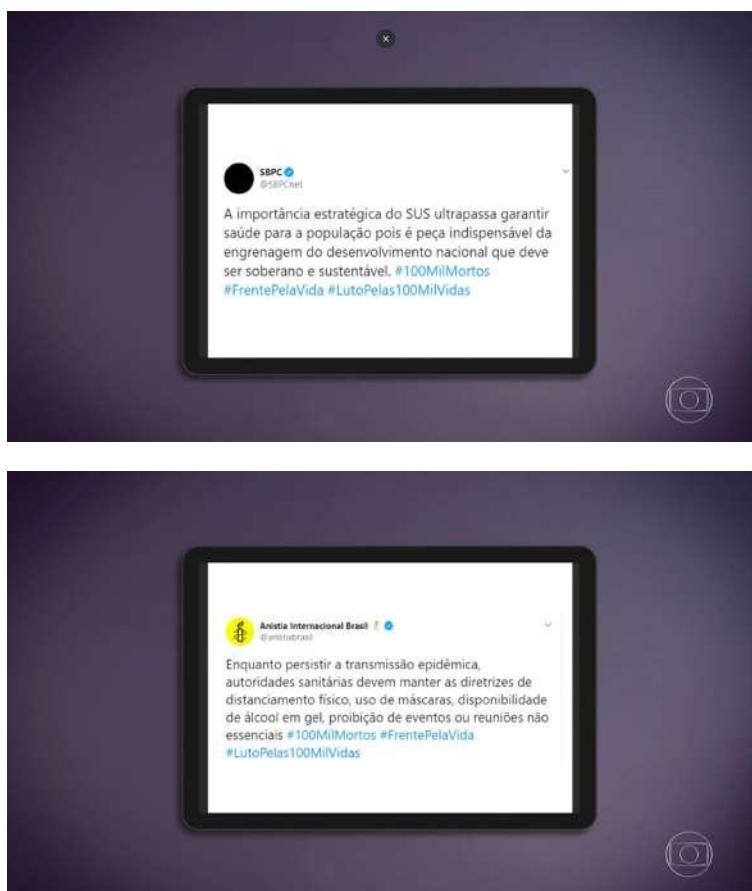 SBPC
@SBPCnet
A importância estratégica do SUS ultrapassa garantir
saúde para a população pois é peça indispensável da
engrenagem do desenvolvimento nacional que deve
ser soberano e sustentável. #100MilMortos
#FrentePelaVida #LutoPelas100MilVidas
Anistia Internacional Brasil
@anistiabrasil
Enquanto persistir a transmissão epidêmica,
autoridades sanitárias devem manter as diretrizes de
distanciamento físico, uso de máscaras, disponibilidade
de álcool em gel, proibição de eventos ou reuniões não
essenciais #100MilMortos #FrentePelaVida
#LutoPelas100MilVidas